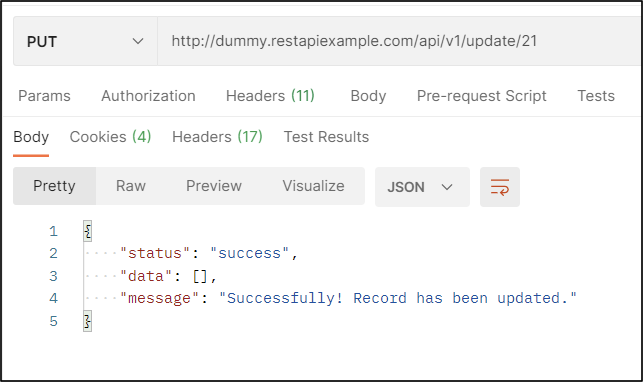 PUT http://dummy.restapiexample.com/api/v1/update/21
Params Authorization Headers (11) Body Pre-request Script Tests
Body Cookies (4) Headers (17) Test Results
Pretty Raw Preview Visualize JSON
1 {
2 "status": "success",
3 "data": [],
4 "message": "Successfully! Record has been updated."
5 }